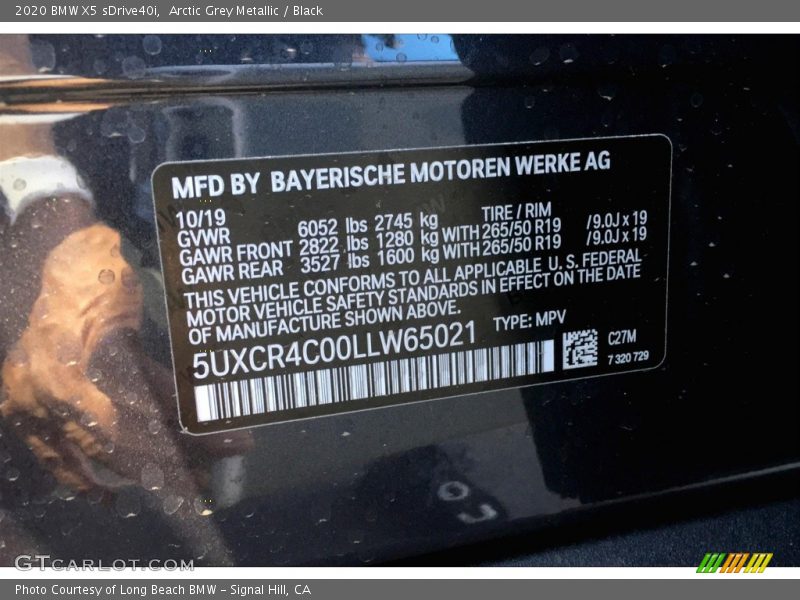 2020 BMW X5 sDrive40i,  Arctic Grey Metallic / Black
MFD BY BAYERISCHE MOTOREN WERKE AG
10/19 TIRE / RIM
GVWR 6052 lbs 2745 kg
GAWR FRONT 2822 lbs 1280 kg WITH 265/50 R19 /9.0J x 19
GAWR REAR 3527 lbs 1600 kg WITH 265/50 R19 /9.0J x 19
THIS VEHICLE CONFORMS TO ALL APPLICABLE U.S. FEDERAL
MOTOR VEHICLE SAFETY STANDARDS IN EFFECT ON THE DATE
OF MANUFACTURE SHOWN ABOVE.
5UXCR4C00LLW65021 TYPE: MPV
C27M
7 320 729
GTCARLOT.COM
Photo Courtesy of Long Beach BMW - Signal Hill, CA